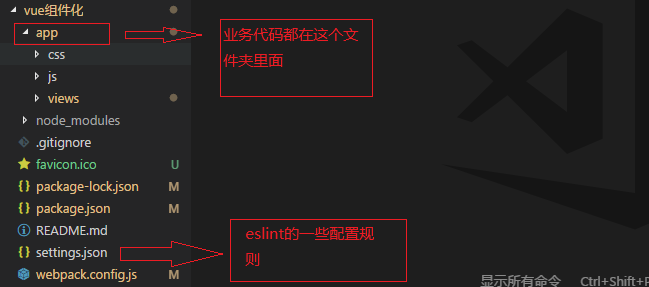 vue组件化
app
业务代码都在这个文
件夹里面
css
js
views
node_modules
.gitignore
favicon.ico U
package-lock.json M
package.json M
README.md
eslint的一些配置规
则
settings.json
webpack.config.js M
显示所有命令 Ctrl+Shift+P